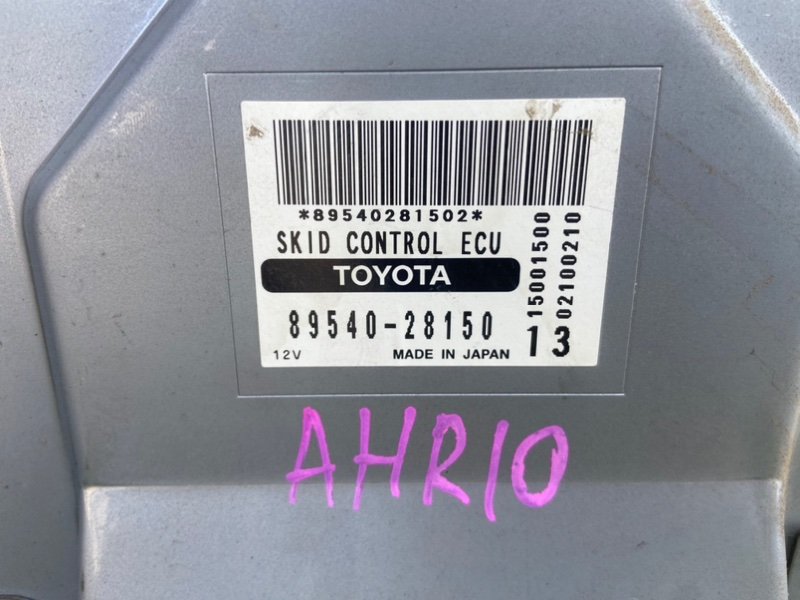 *89540281502*
SKID CONTROL ECU
TOYOTA
89540-28150
12V MADE IN JAPAN
15001500
02100210
13
AHR10